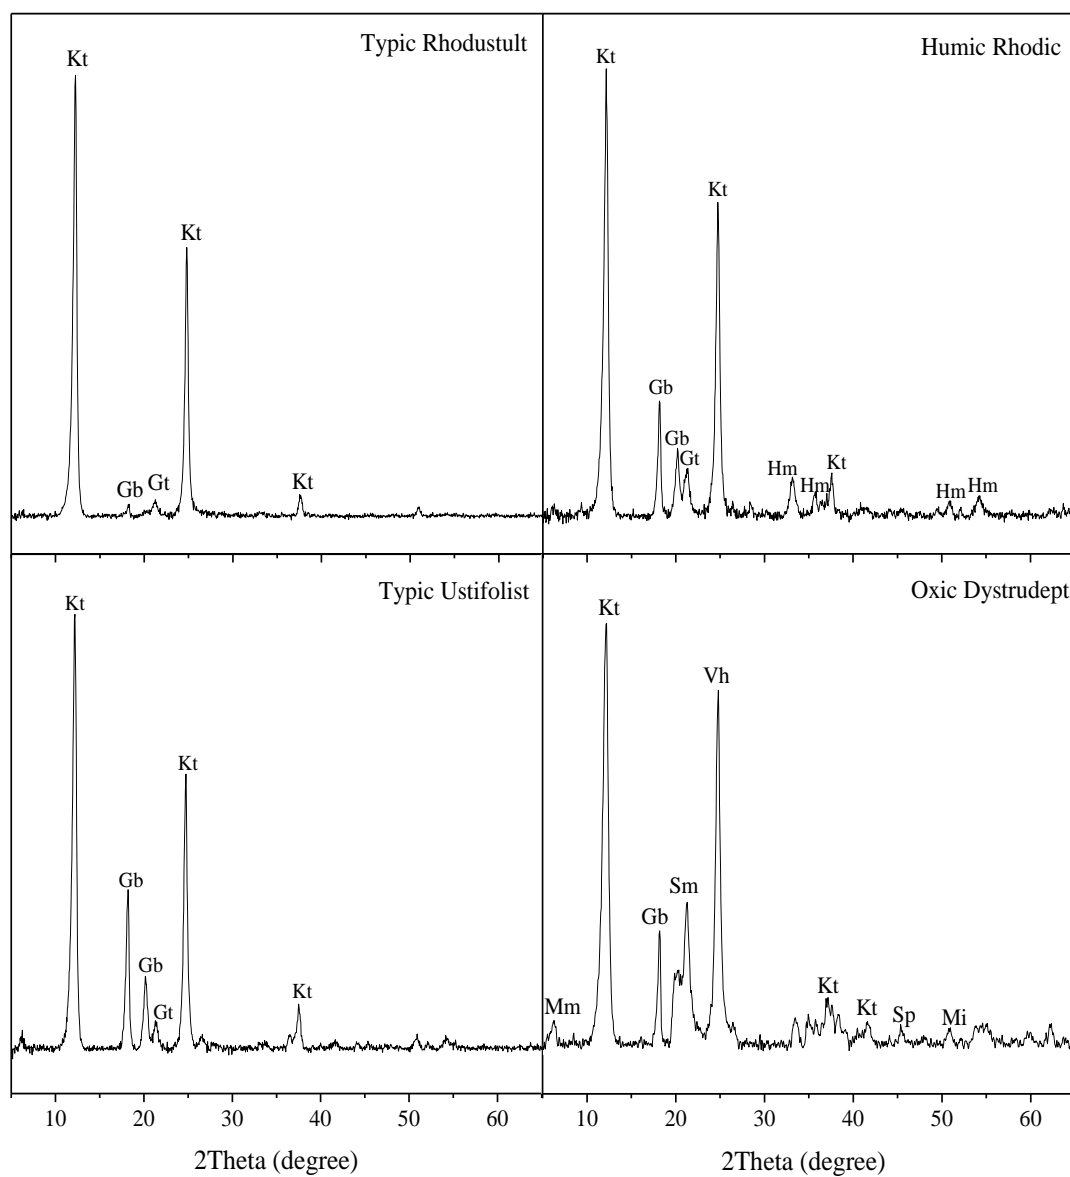 Typic Rhodustult
Kt
Kt
Gb
Gt
Kt
Humic Rhodic
Kt
Kt
Gb
Gb
Gt
Hm
Hm
Kt
Hm
Hm
Typic Ustifolist
Kt
Kt
Gb
Gb
Gt
Kt
10 20 30 40 50 60
2Theta (degree)
Oxic Dystrudept
Kt
Vh
Sm
Gb
Mm
Kt
Kt
Sp
Mi
10 20 30 40 50 60
2Theta (degree)